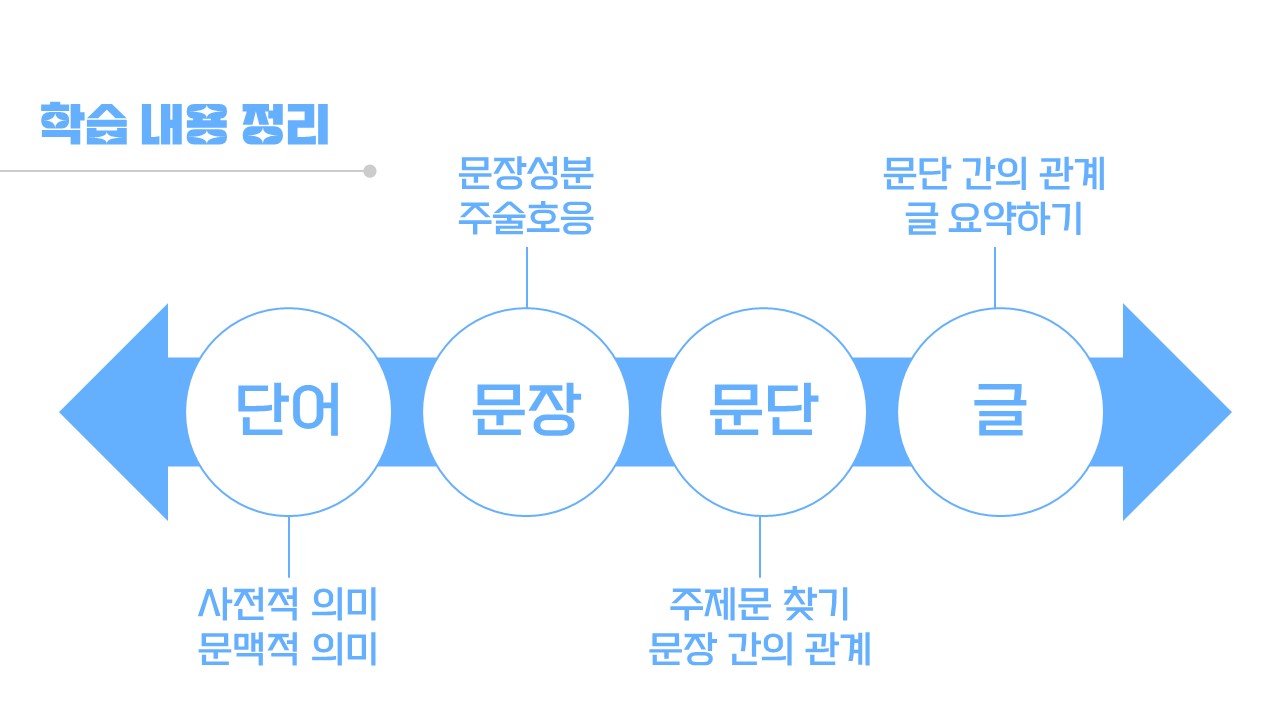 학습 내용 정리
문장성분
주술호응
문단 간의 관계
글 요약하기
단어
문장
문단
글
사전적 의미
문맥적 의미
주제문 찾기
문장 간의 관계